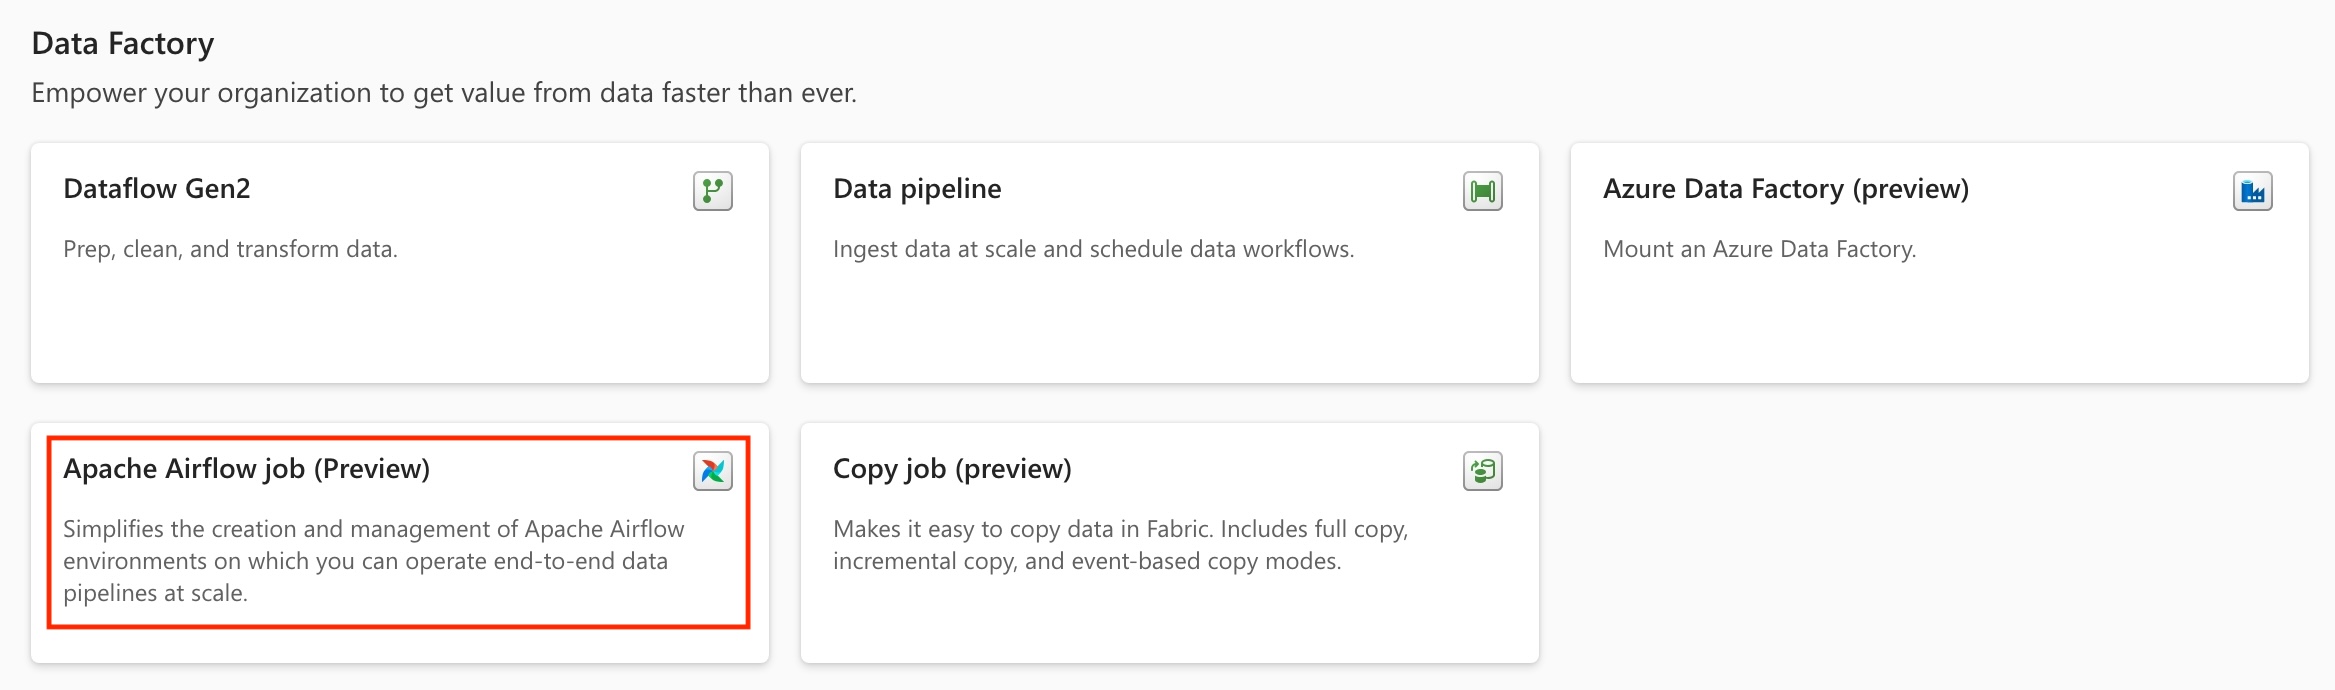 Data Factory
Empower your organization to get value from data faster than ever.
Dataflow Gen2
Prep, clean, and transform data.
Data pipeline
Ingest data at scale and schedule data workflows.
Azure Data Factory (preview)
Mount an Azure Data Factory.
Apache Airflow job (Preview)
Simplifies the creation and management of Apache Airflow
environments on which you can operate end-to-end data
pipelines at scale.
Copy job (preview)
Makes it easy to copy data in Fabric. Includes full copy,
incremental copy, and event-based copy modes.